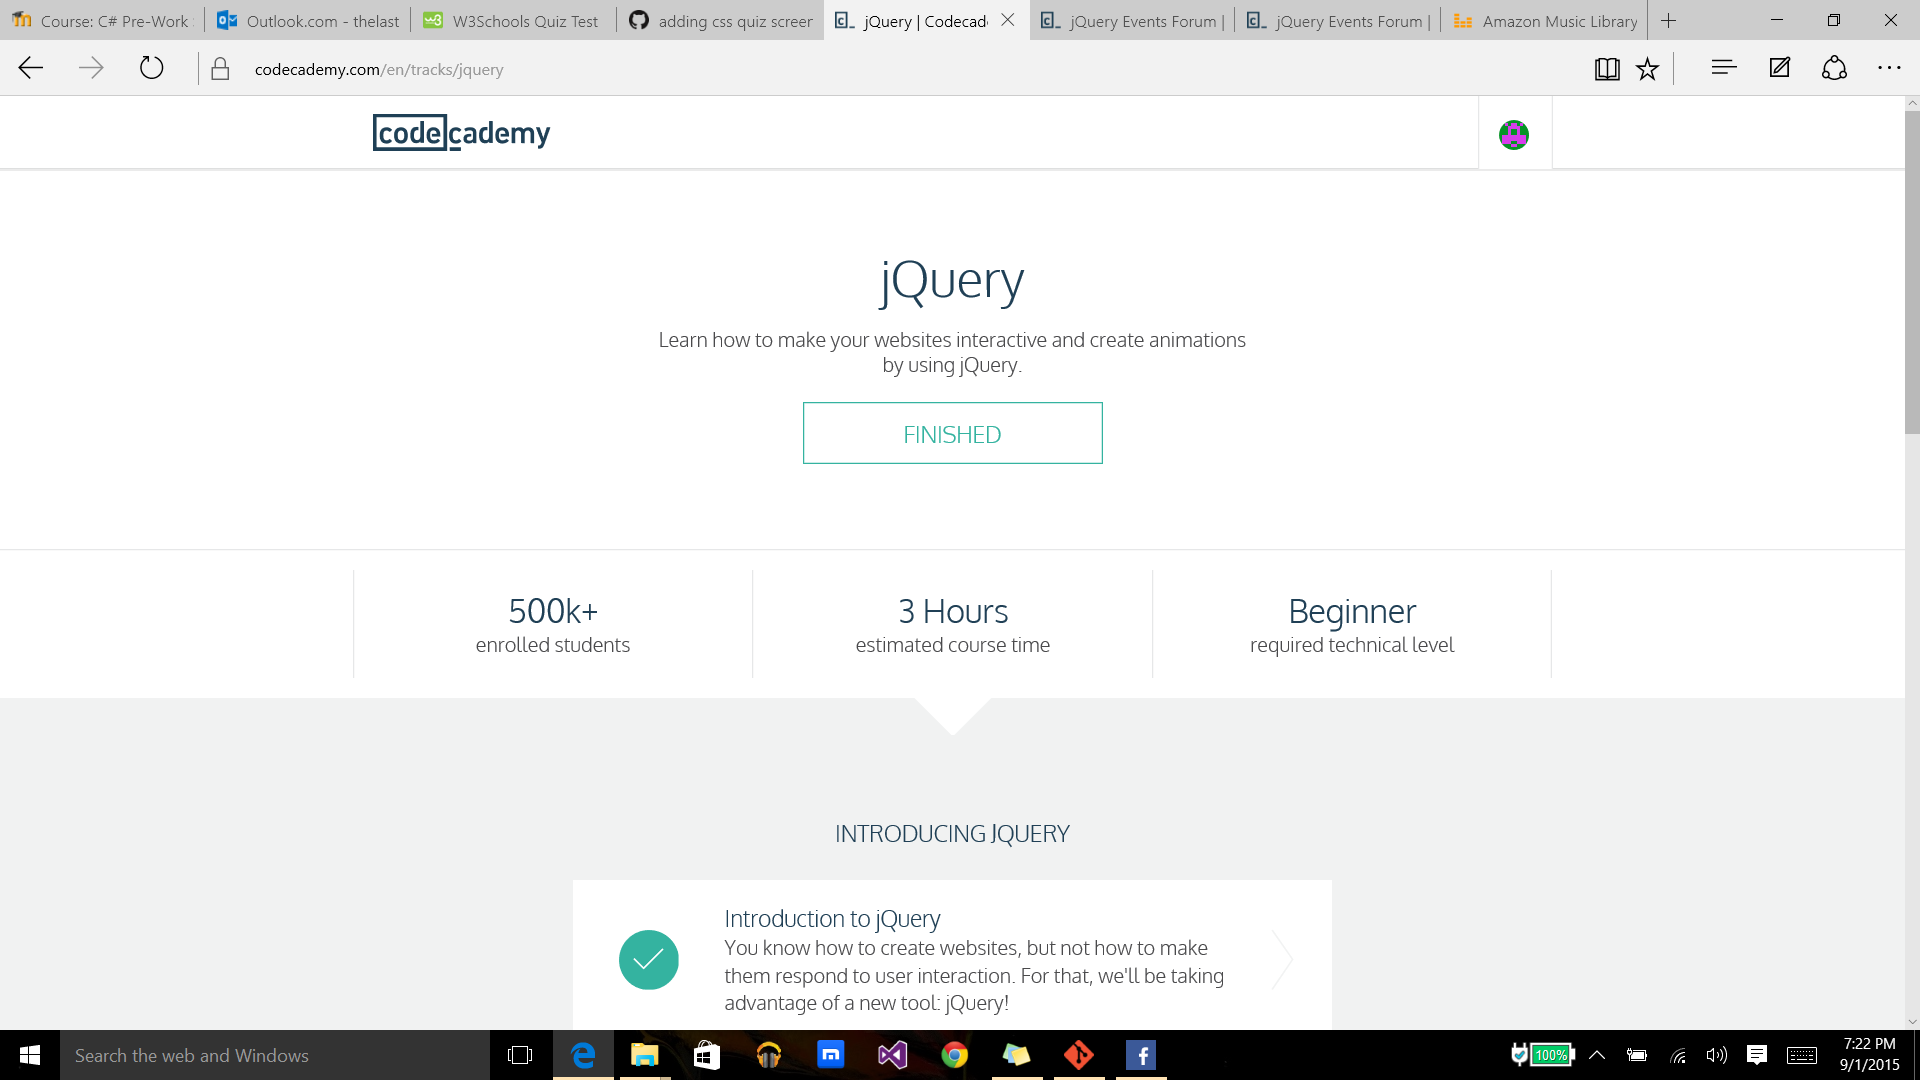 Course: C# Pre-Work
Outlook.com - thelast
W3Schools Quiz Test
adding css quiz screer
jQuery | Codecad
jQuery Events Forum |
jQuery Events Forum |
Amazon Music Library
codecademy.com/en/tracks/jquery
codecademy
jQuery
Learn how to make your websites interactive and create animations
by using jQuery.
FINISHED
500k+
enrolled students
3 Hours
estimated course time
Beginner
required technical level
INTRODUCING JQUERY
Introduction to jQuery
You know how to create websites, but not how to make
them respond to user interaction. For that, we'll be taking
advantage of a new tool: jQuery!
Search the web and Windows
100%
7:22 PM
9/1/2015